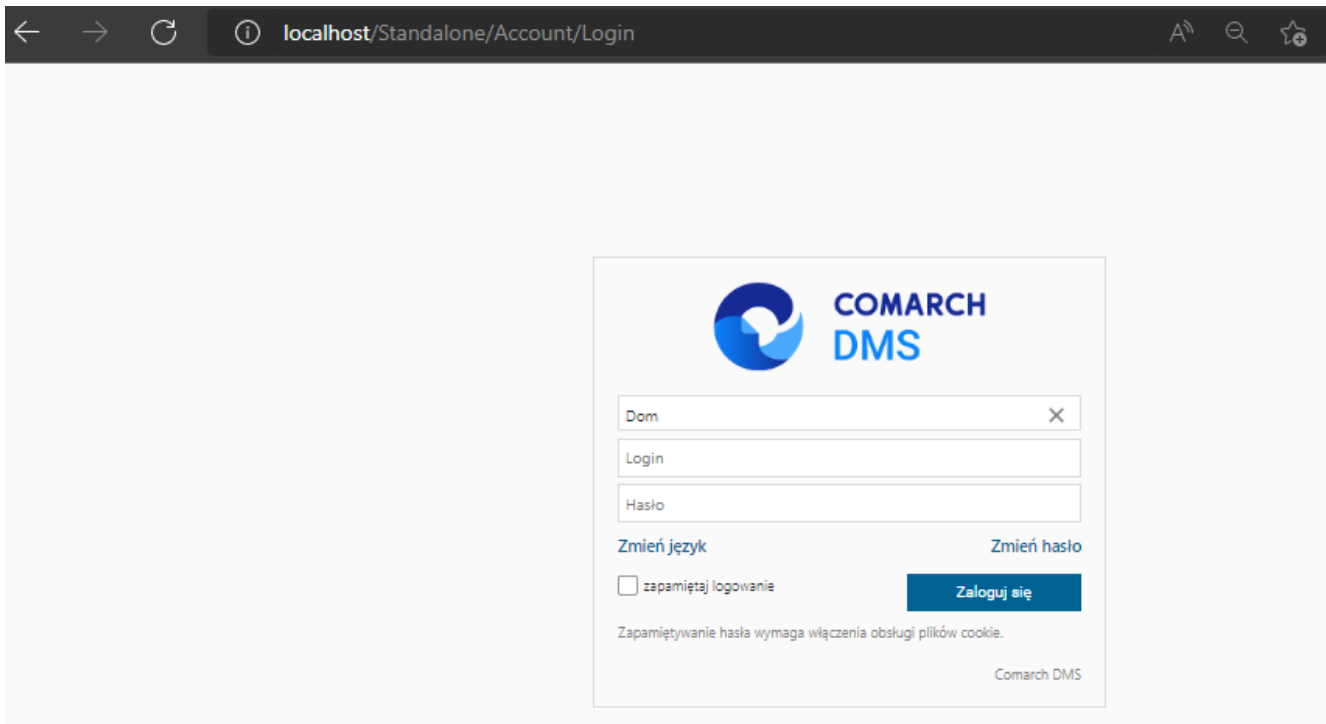 localhost/Standalone/Account/Login
COMARCH
DMS
Dom
Login
Hasło
Zmień język Zmień hasło
zapamiętaj logowanie Zaloguj się
Zapamiętywanie hasła wymaga włączenia obsługi plików cookie.
Comarch DMS